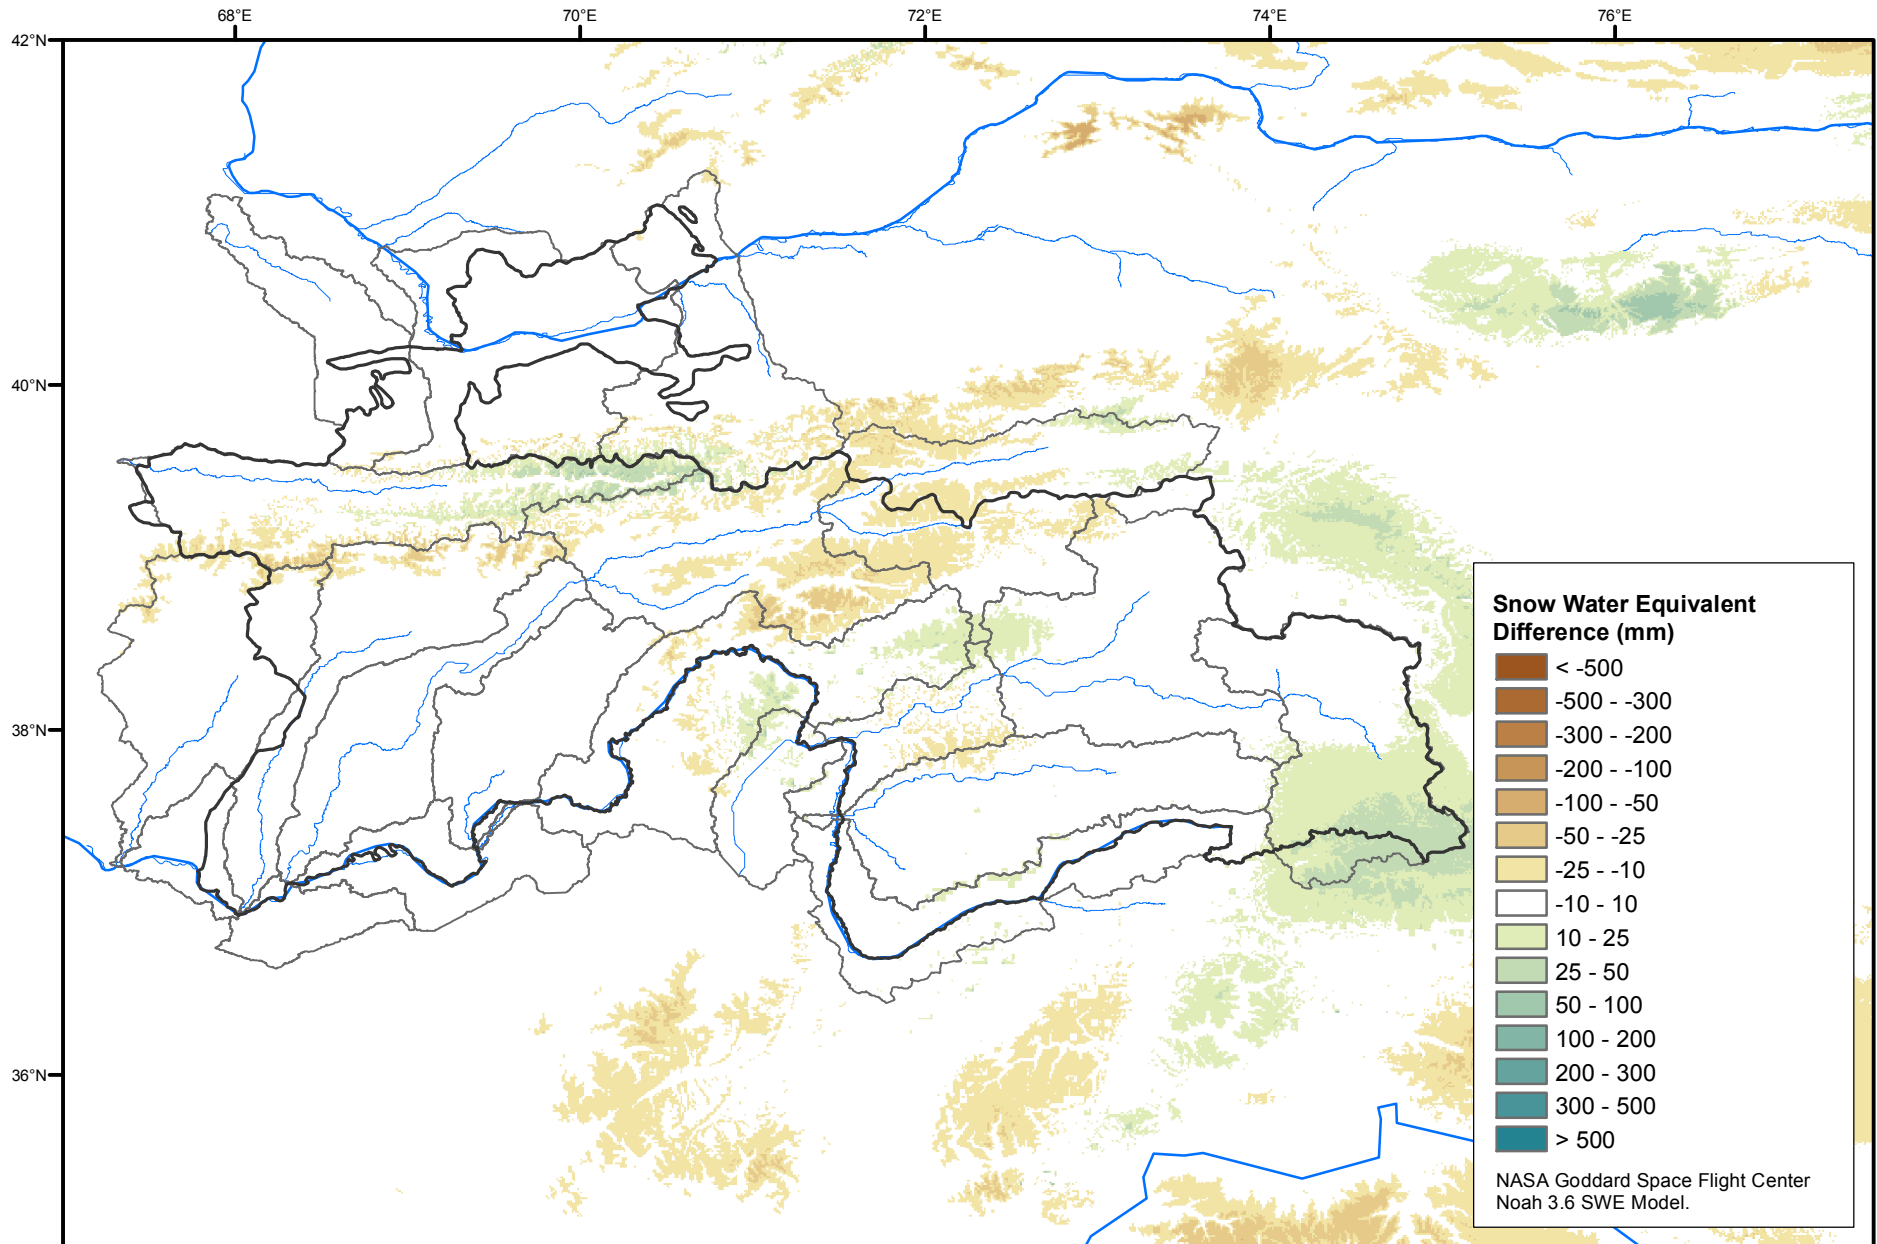 68°E
70°E
72°E
74°E
76°E
42°N
40°N
38°N
36°N
Snow Water Equivalent
Difference (mm)
< -500
-500 - -300
-300 - -200
-200 - -100
-100 - -50
-50 - -25
-25 - -10
-10 - 10
10 - 25
25 - 50
50 - 100
100 - 200
200 - 300
300 - 500
> 500
NASA Goddard Space Flight Center
Noah 3.6 SWE Model.